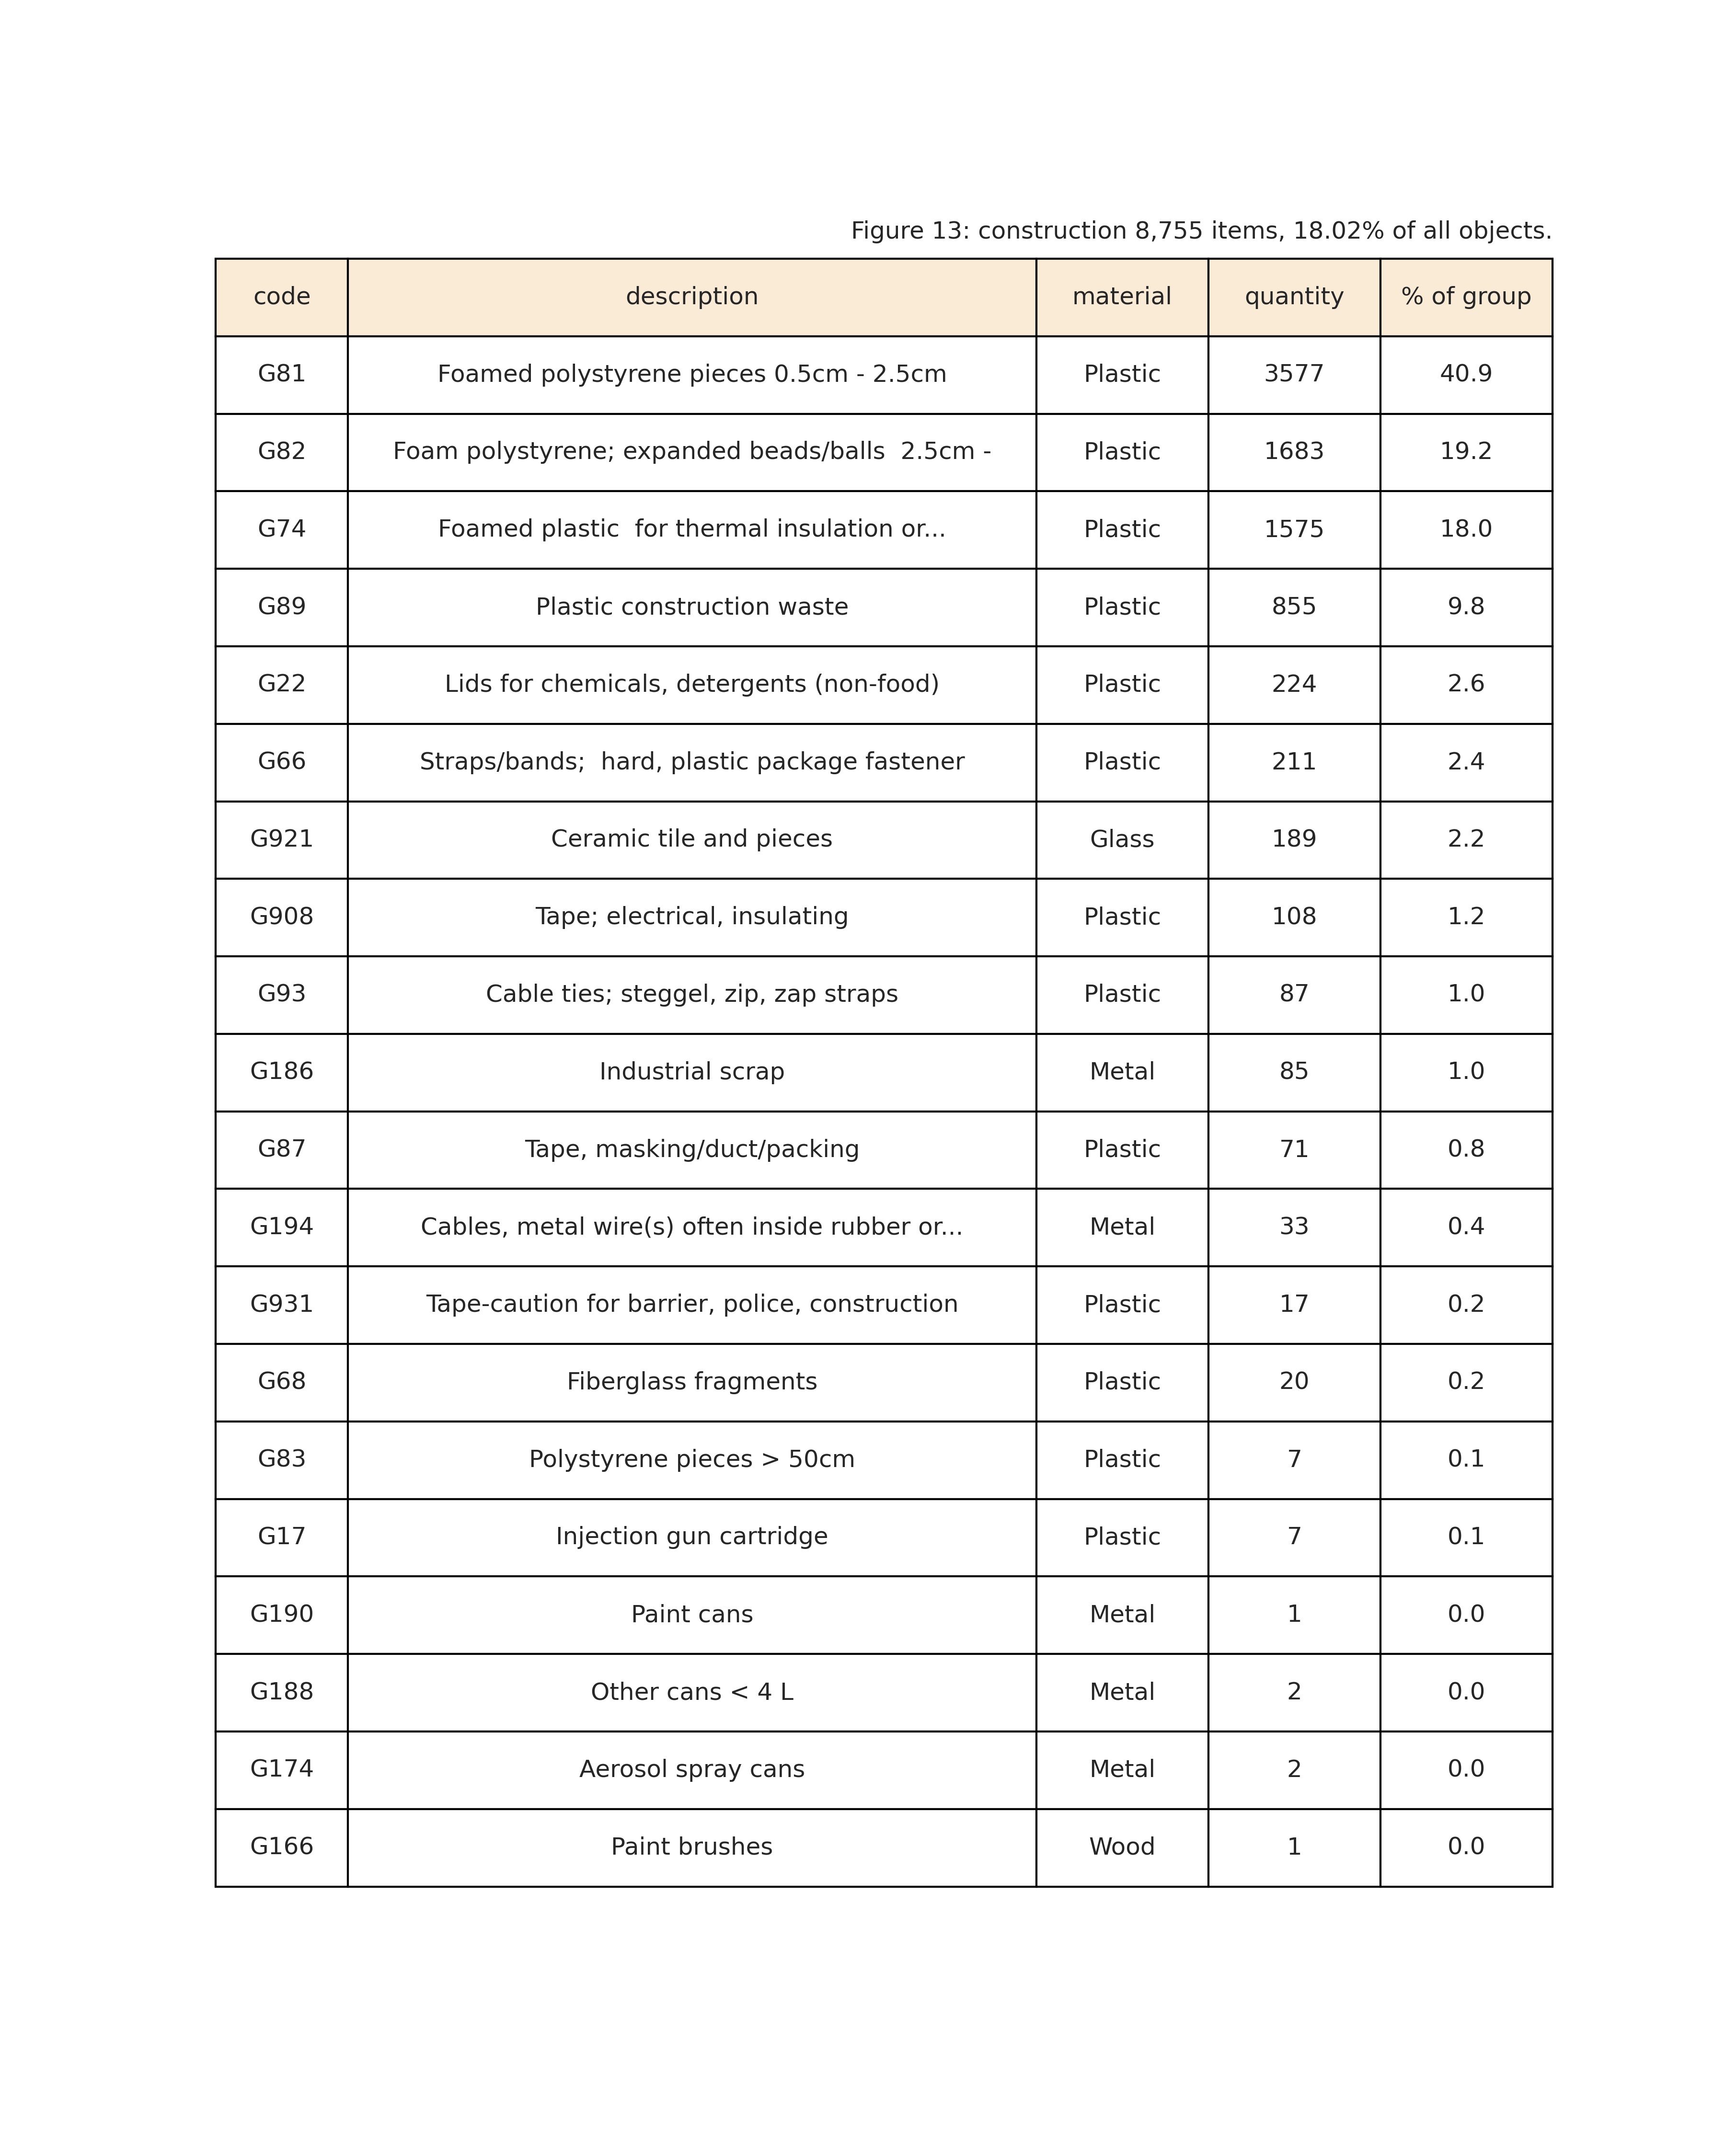 Figure 13: construction 8,755 items, 18.02% of all objects.
code description material quantity % of group
G81 Foamed polystyrene pieces 0.5cm - 2.5cm Plastic 3577 40.9
G82 Foam polystyrene; expanded beads/balls  2.5cm - Plastic 1683 19.2
G74 Foamed plastic  for thermal insulation or... Plastic 1575 18.0
G89 Plastic construction waste Plastic 855 9.8
G22 Lids for chemicals, detergents (non-food) Plastic 224 2.6
G66 Straps/bands;  hard, plastic package fastener Plastic 211 2.4
G921 Ceramic tile and pieces Glass 189 2.2
G908 Tape; electrical, insulating Plastic 108 1.2
G93 Cable ties; steggel, zip, zap straps Plastic 87 1.0
G186 Industrial scrap Metal 85 1.0
G87 Tape, masking/duct/packing Plastic 71 0.8
G194 Cables, metal wire(s) often inside rubber or... Metal 33 0.4
G931 Tape-caution for barrier, police, construction Plastic 17 0.2
G68 Fiberglass fragments Plastic 20 0.2
G83 Polystyrene pieces > 50cm Plastic 7 0.1
G17 Injection gun cartridge Plastic 7 0.1
G190 Paint cans Metal 1 0.0
G188 Other cans < 4 L Metal 2 0.0
G174 Aerosol spray cans Metal 2 0.0
G166 Paint brushes Wood 1 0.0